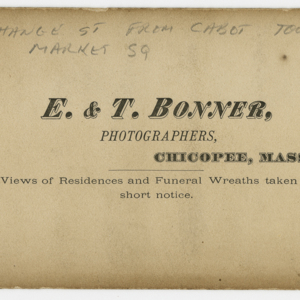 HANGE ST FROM CABOT TO
MARKET SQ
E. & T. BONNER,
PHOTOGRAPHERS,
CHICOPEE, MASS
Views of Residences and Funeral Wreaths taken
short notice.